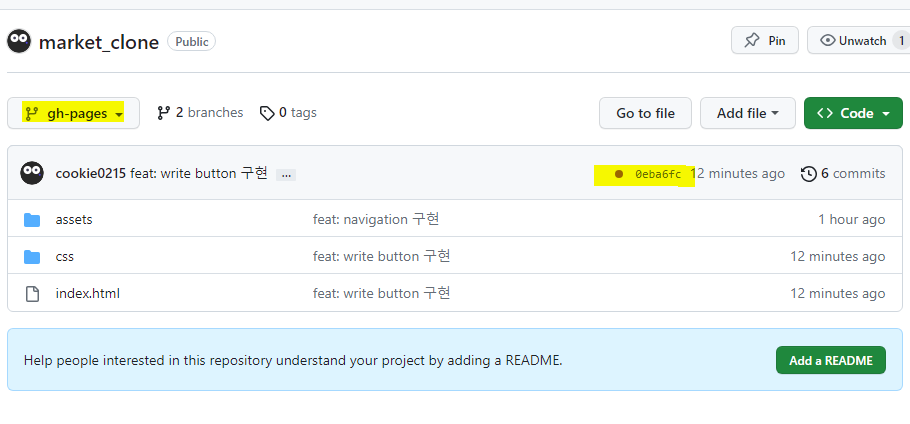 market_clone Public Pin Unwatch 1
gh-pages 2 branches 0 tags Go to file Add file Code
cookie0215 feat: write button 구현 ... 0eba6fc 12 minutes ago 6 commits
assets feat: navigation 구현 1 hour ago
css feat: write button 구현 12 minutes ago
index.html feat: write button 구현 12 minutes ago
Help people interested in this repository understand your project by adding a README. Add a README